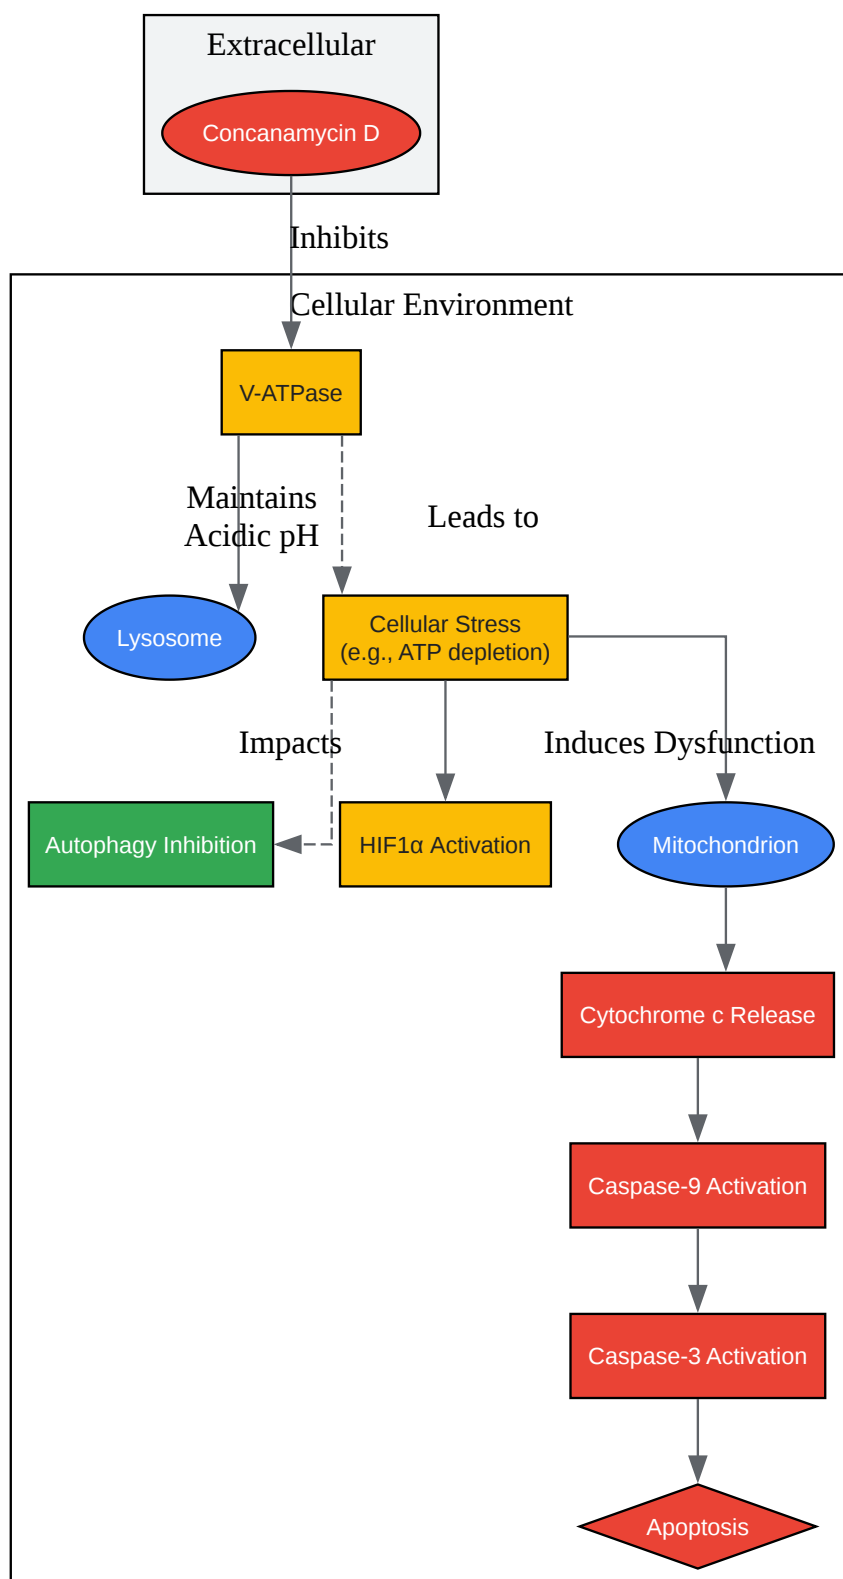 Extracellular
Concanamycin D
Inhibits
Cellular Environment
V-ATPase
Maintains
Acidic pH
Leads to
Lysosome
Cellular Stress
(e.g., ATP depletion)
Impacts
Induces Dysfunction
Autophagy Inhibition
HIF1α Activation
Mitochondrion
Cytochrome c Release
Caspase-9 Activation
Caspase-3 Activation
Apoptosis